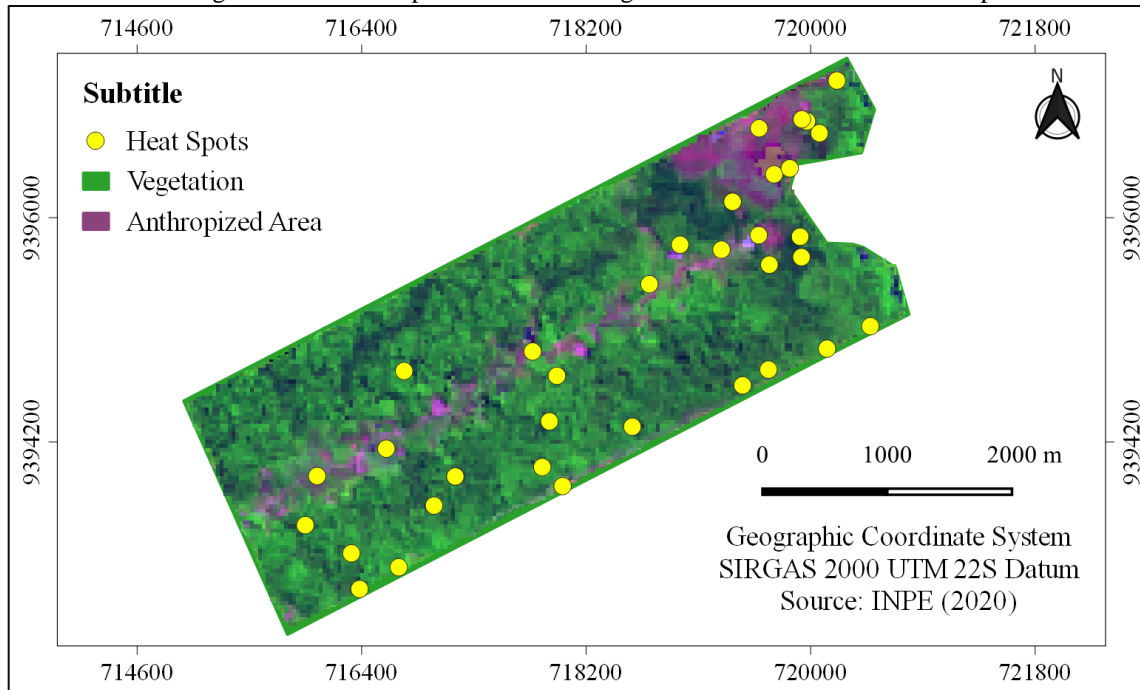 714600 716400 718200 720000 721800
N
Subtitle
Heat Spots
Vegetation
Anthropized Area
9396000
9396000
9394200
9394200
0 1000 2000 m
Geographic Coordinate System
SIRGAS 2000 UTM 22S Datum
Source: INPE (2020)
714600 716400 718200 720000 721800